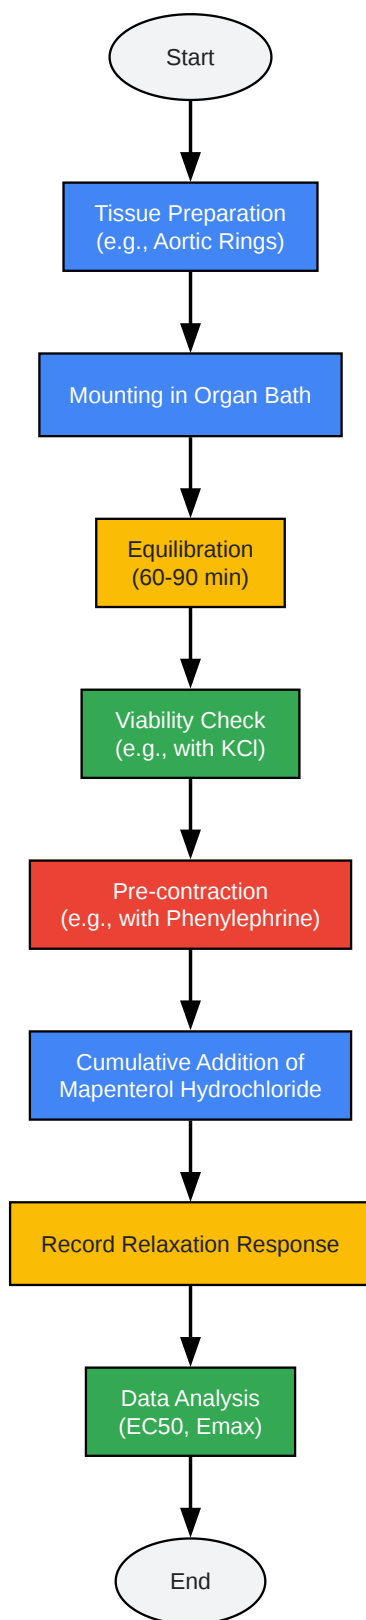 Start
Tissue Preparation
(e.g., Aortic Rings)
Mounting in Organ Bath
Equilibration
(60-90 min)
Viability Check
(e.g., with KCl)
Pre-contraction
(e.g., with Phenylephrine)
Cumulative Addition of
Mapenterol Hydrochloride
Record Relaxation Response
Data Analysis
(EC50, Emax)
End